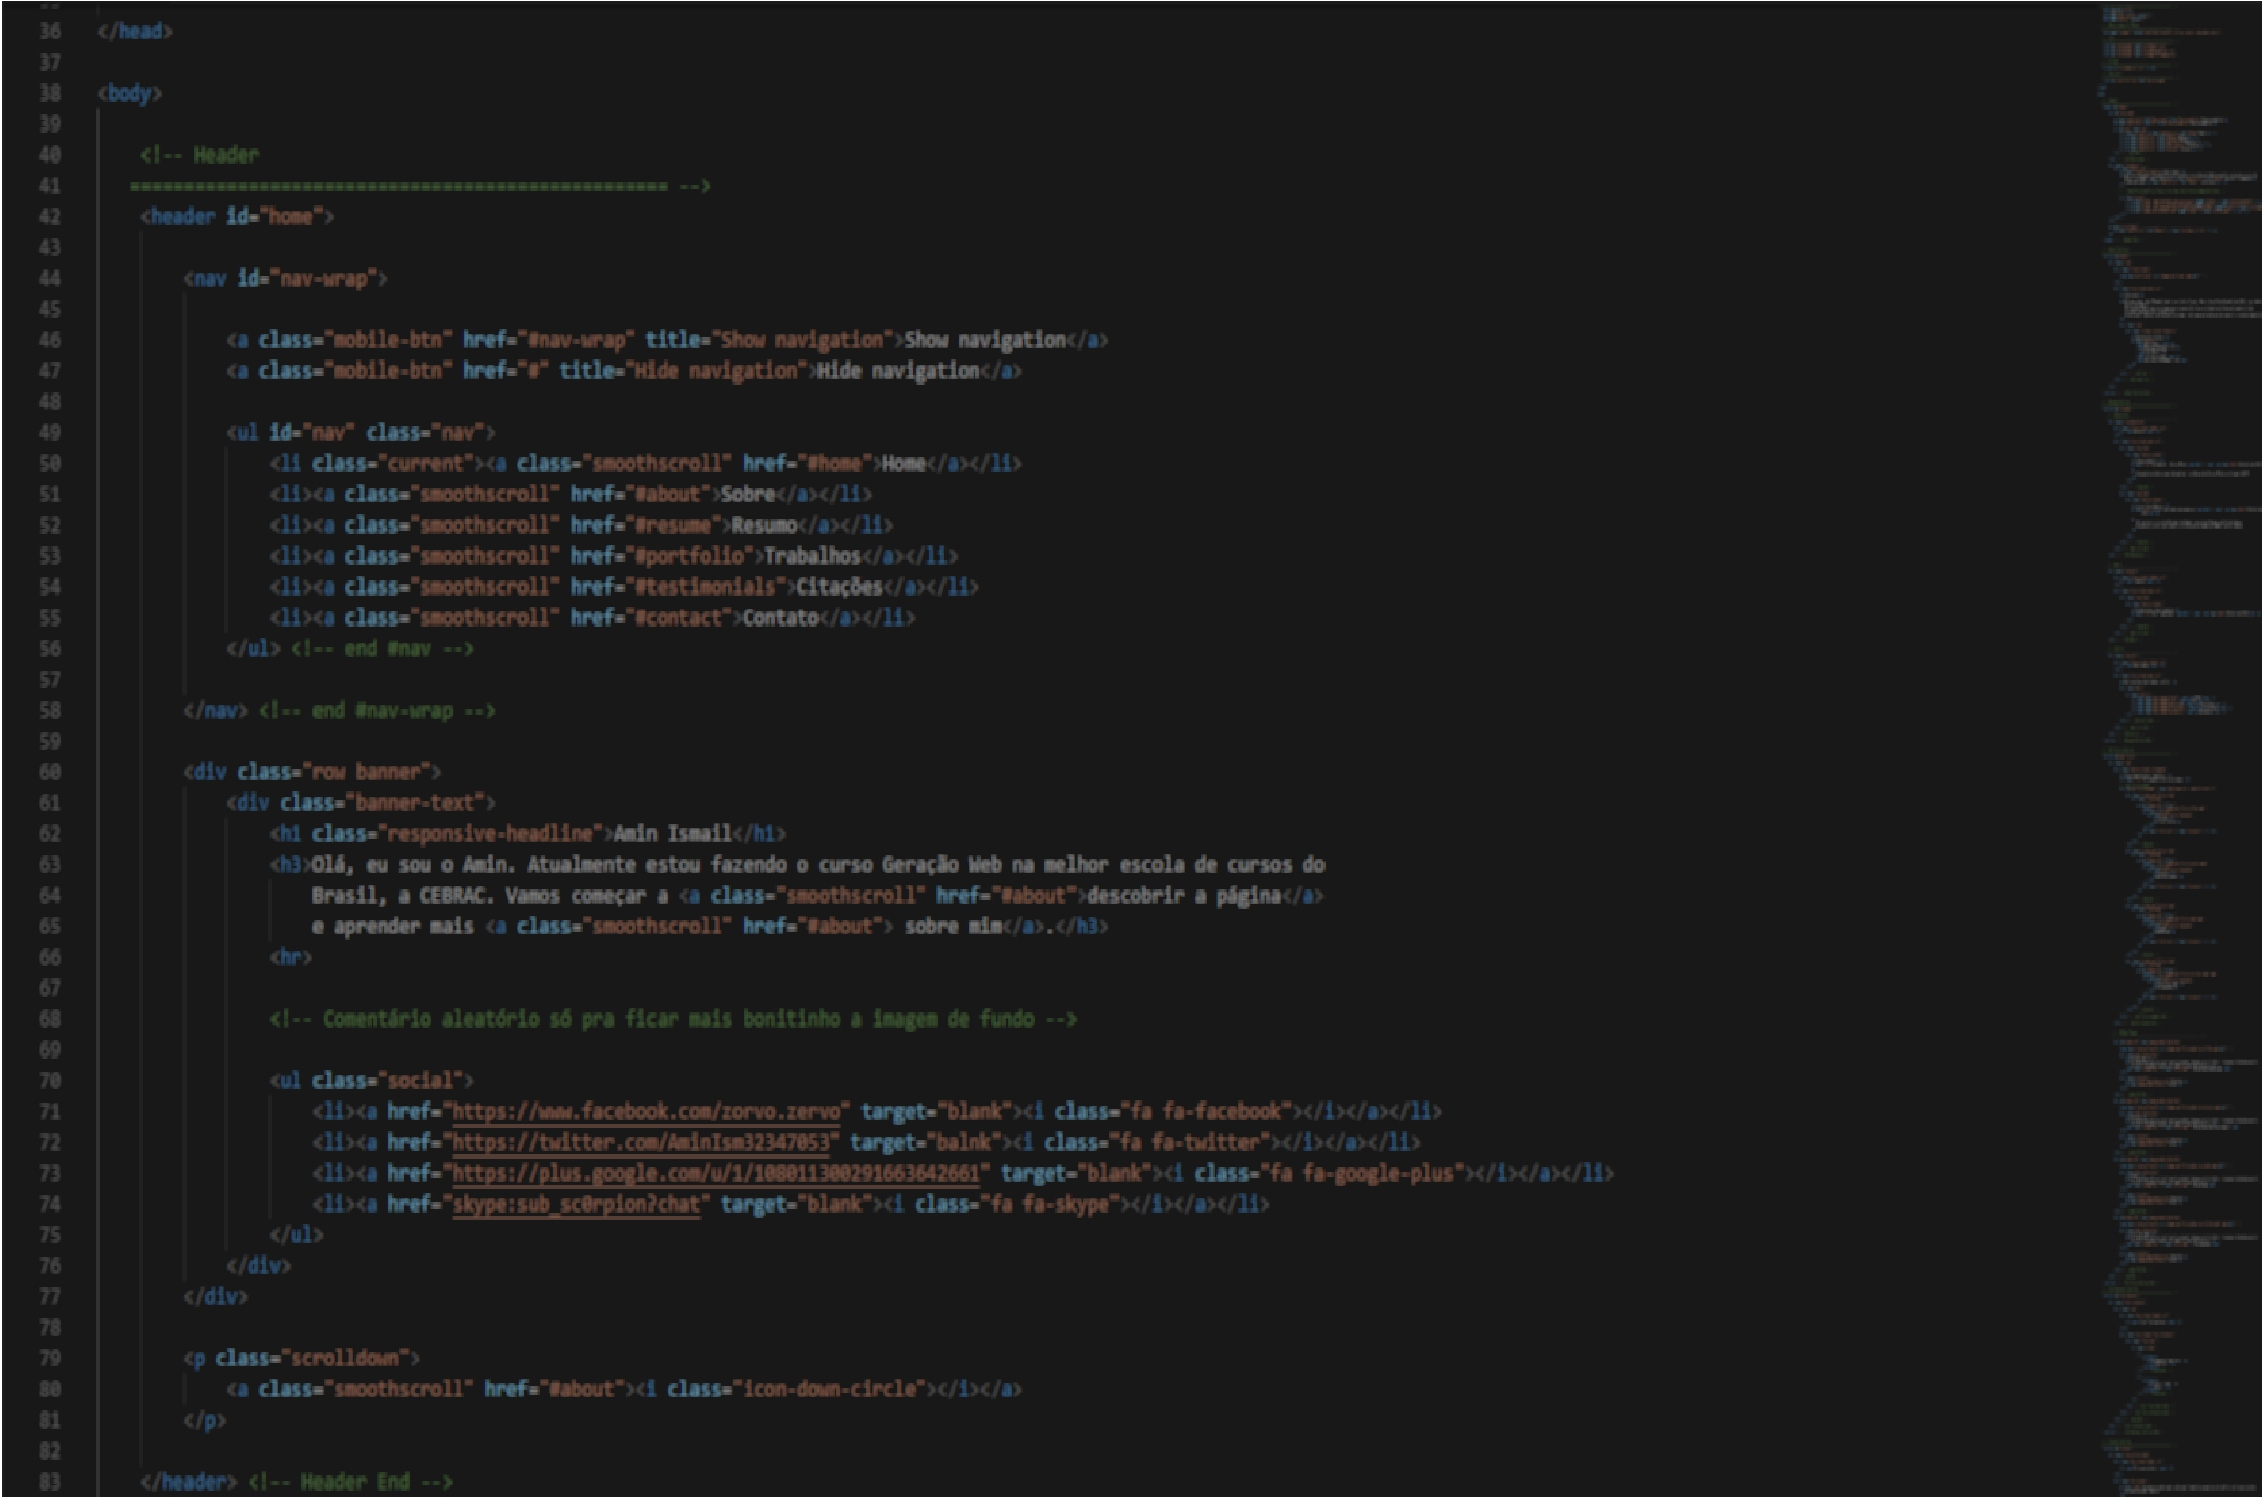 36 </head>
37
38 <body>
39
40 <!-- Header
41 ================================================== -->
42 <header id="home">
43
44 <nav id="nav-wrap">
45
46 <a class="mobile-btn" href="#nav-wrap" title="Show navigation">Show navigation</a>
47 <a class="mobile-btn" href="#" title="Hide navigation">Hide navigation</a>
48
49 <ul id="nav" class="nav">
50 <li class="current"><a class="smoothscroll" href="#home">Home</a></li>
51 <li><a class="smoothscroll" href="#about">Sobre</a></li>
52 <li><a class="smoothscroll" href="#resume">Resumo</a></li>
53 <li><a class="smoothscroll" href="#portfolio">Trabalhos</a></li>
54 <li><a class="smoothscroll" href="#testimonials">Citações</a></li>
55 <li><a class="smoothscroll" href="#contact">Contato</a></li>
56 </ul> <!-- end #nav -->
57
58 </nav> <!-- end #nav-wrap -->
59
60 <div class="row banner">
61 <div class="banner-text">
62 <h1 class="responsive-headline">Amin Ismail</h1>
63 <h3>Olá, eu sou o Amin. Atualmente estou fazendo o curso Geração Web na melhor escola de cursos do
64 Brasil, a CEBRAC. Vamos começar a <a class="smoothscroll" href="#about">descobrir a página</a>
65 e aprender mais <a class="smoothscroll" href="#about"> sobre mim</a>.</h3>
66 <hr>
67
68 <!-- Comentário aleatório só pra ficar mais bonitinho a imagem de fundo -->
69
70 <ul class="social">
71 <li><a href="https://www.facebook.com/zorvo.zervo" target="blank"><i class="fa fa-facebook"></i></a></li>
72 <li><a href="https://twitter.com/AminIsm32347053" target="balnk"><i class="fa fa-twitter"></i></a></li>
73 <li><a href="https://plus.google.com/u/1/108011300291663642661" target="blank"><i class="fa fa-google-plus"></i></a></li>
74 <li><a href="skype:sub_sc0rpion?chat" target="blank"><i class="fa fa-skype"></i></a></li>
75 </ul>
76 </div>
77 </div>
78
79 <p class="scrolldown">
80 <a class="smoothscroll" href="#about"><i class="icon-down-circle"></i></a>
81 </p>
82
83 </header> <!-- Header End -->